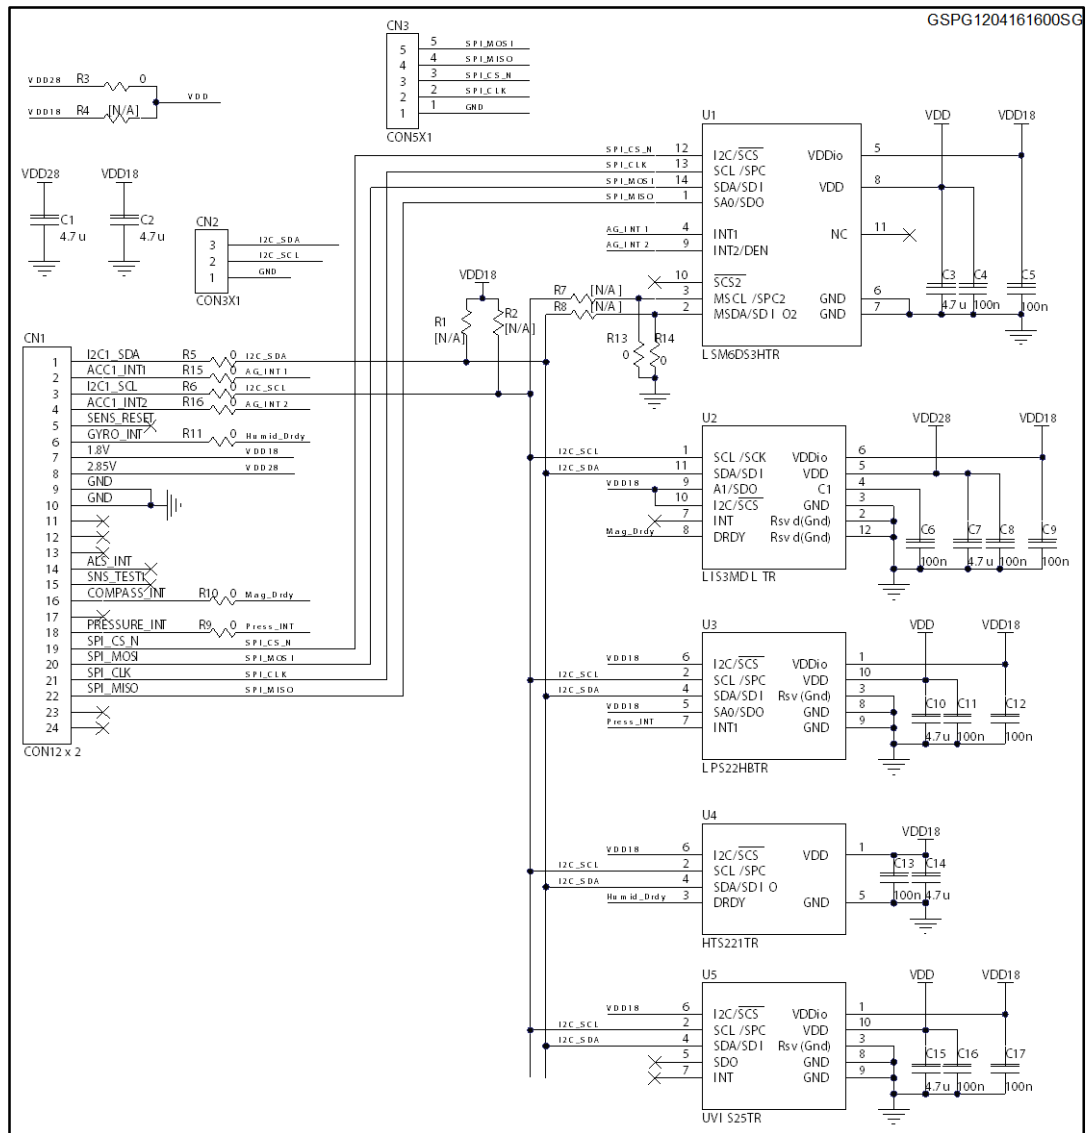 GSPG1204161600SG
CN3
5 5 SPI_MOSI
4 4 SPI_MISO
3 3 SPI_CS_N
2 2 SPI_CLK
1 1 GND
CON5X1
VDD28 R3 0
VDD
VDD18 R4 [N/A]
VDD28 VDD18
C1 C2
4.7u 4.7u
CN2
3 I2C_SDA
2 I2C_SCL
1 GND
CON3X1
U1
VDD VDD18
SPI_CS_N 12 I2C/SCS VDDio 5
SPI_CLK 13 SCL/SPC
SPI_MOSI 14 SDA/SDI VDD 8
SPI_MISO 1 SA0/SDO
AG_INT1 4 INT1 NC 11
AG_INT2 9 INT2/DEN
10 SCS2
R7 [N/A] 3 MSCL/SPC2 GND 6
R8 [N/A] 2 MSDA/SDIO2 GND 7
C3 C4 C5
4.7u 100n 100n
LSM6DS3HTR
VDD18
R1 R2
[N/A] [N/A]
R13 R14
0 0
CN1
1 I2C1_SDA R5 0 I2C_SDA
2 ACC1_INT1 R15 0 AG_INT1
3 I2C1_SCL R6 0 I2C_SCL
4 ACC1_INT2 R16 0 AG_INT2
5 SENS_RESET
6 GYRO_INT R11 0 Humid_Drdy
7 1.8V VDD18
8 2.85V VDD28
9 GND
10 GND
11
12
13
14 ALS_INT
15 SNS_TEST1
16 COMPASS_INT R10 0 Mag_Drdy
17
18 PRESSURE_INT R9 0 Press_INT
19 SPI_CS_N SPI_CS_N
20 SPI_MOSI SPI_MOSI
21 SPI_CLK SPI_CLK
22 SPI_MISO SPI_MISO
23
24
CON12 x 2
U2
VDD28 VDD18
I2C_SCL 1 SCL/SCK VDDio 6
I2C_SDA 11 SDA/SDI VDD 5
VDD18 9 A1/SDO C1 4
10 I2C/SCS GND 3
7 INT Rsvd(Gnd) 2
Mag_Drdy 8 DRDY Rsvd(Gnd) 12
C6 C7 C8 C9
100n 4.7u 100n 100n
LIS3MDLTR
U3
VDD VDD18
VDD18 6 I2C/SCS VDDio 1
I2C_SCL 2 SCL/SPC VDD 10
I2C_SDA 4 SDA/SDI Rsv(Gnd) 3
VDD18 5 SA0/SDO GND 8
Press_INT 7 INT1 GND 9
C10 C11 C12
4.7u 100n 100n
LPS22HBTR
U4
VDD18
VDD18 6 I2C/SCS VDD 1
I2C_SCL 2 SCL/SPC
I2C_SDA 4 SDA/SDIO
Humid_Drdy 3 DRDY GND 5
C13 C14
100n 4.7u
HTS221TR
U5
VDD VDD18
VDD18 6 I2C/SCS VDDio 1
I2C_SCL 2 SCL/SPC VDD 10
I2C_SDA 4 SDA/SDI Rsv(Gnd) 3
5 SDO GND 8
7 INT GND 9
C15 C16 C17
4.7u 100n 100n
UVIS25TR